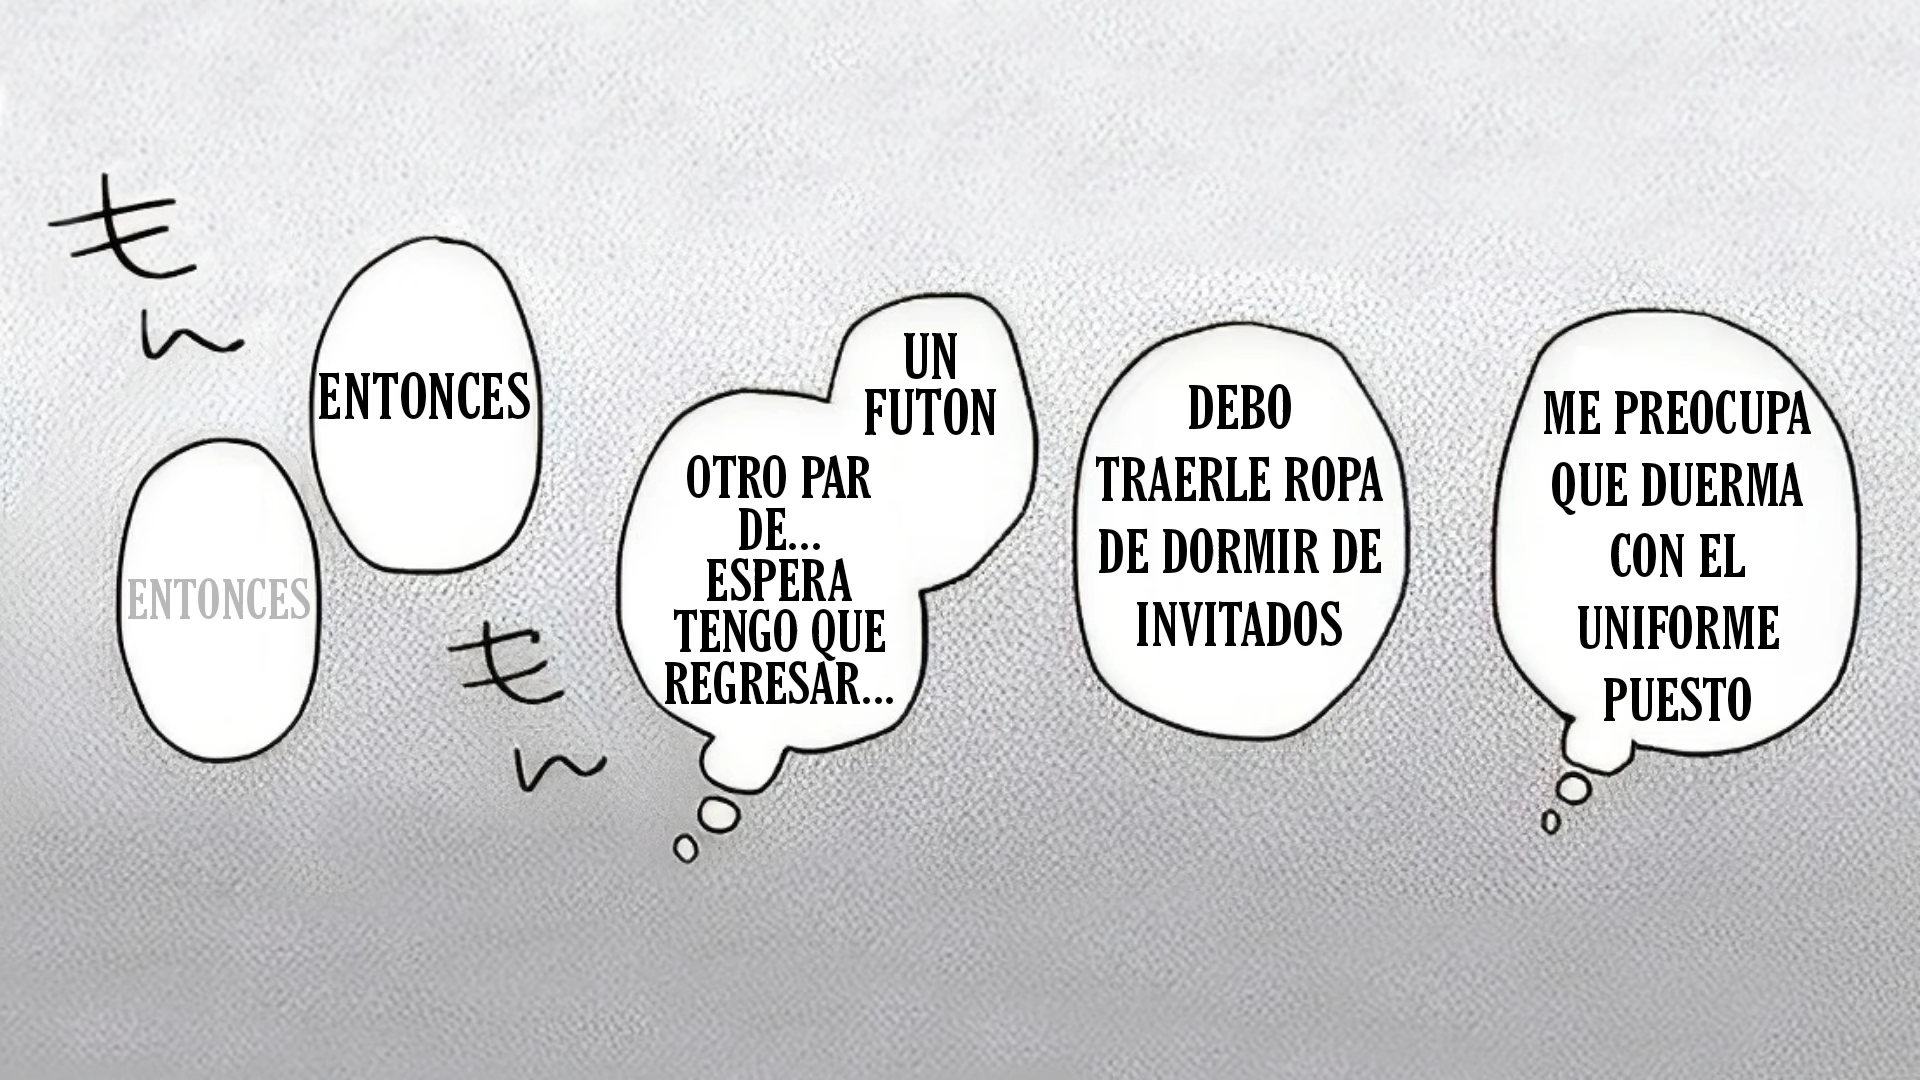 ME PREOCUPA
QUE DUERMA
CON EL
UNIFORME
PUESTO
DEBO
TRAERLE ROPA
DE DORMIR DE
INVITADOS
UN
FUTON
OTRO PAR
DE...
ESPERA
TENGO QUE
REGRESAR...
ENTONCES
ENTONCES
もん
もん